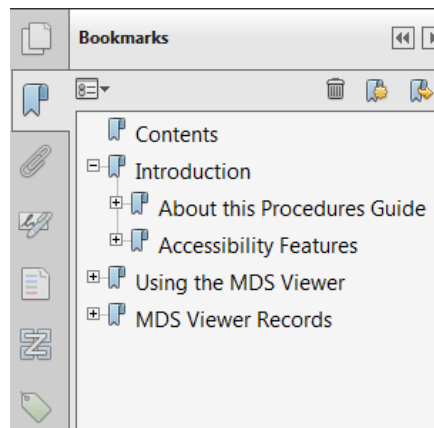 Bookmarks
Contents
Introduction
About this Procedures Guide
Accessibility Features
Using the MDS Viewer
MDS Viewer Records